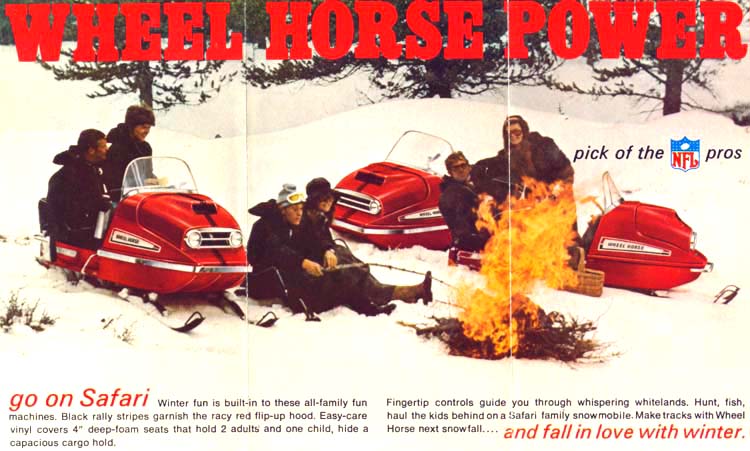 WHEEL HORSE POWER
pick of the NFL pros
WHEEL HORSE
WHEEL HORSE
go on Safari Winter fun is built-in to these all-family fun
machines. Black rally stripes garnish the racy red flip-up hood. Easy-care
vinyl covers 4" deep-foam seats that hold 2 adults and one child, hide a
capacious cargo hold.
Fingertip controls guide you through whispering whitelands. Hunt, fish,
haul the kids behind on a Safari family snowmobile. Make tracks with Wheel
Horse next snowfall.... and fall in love with winter.